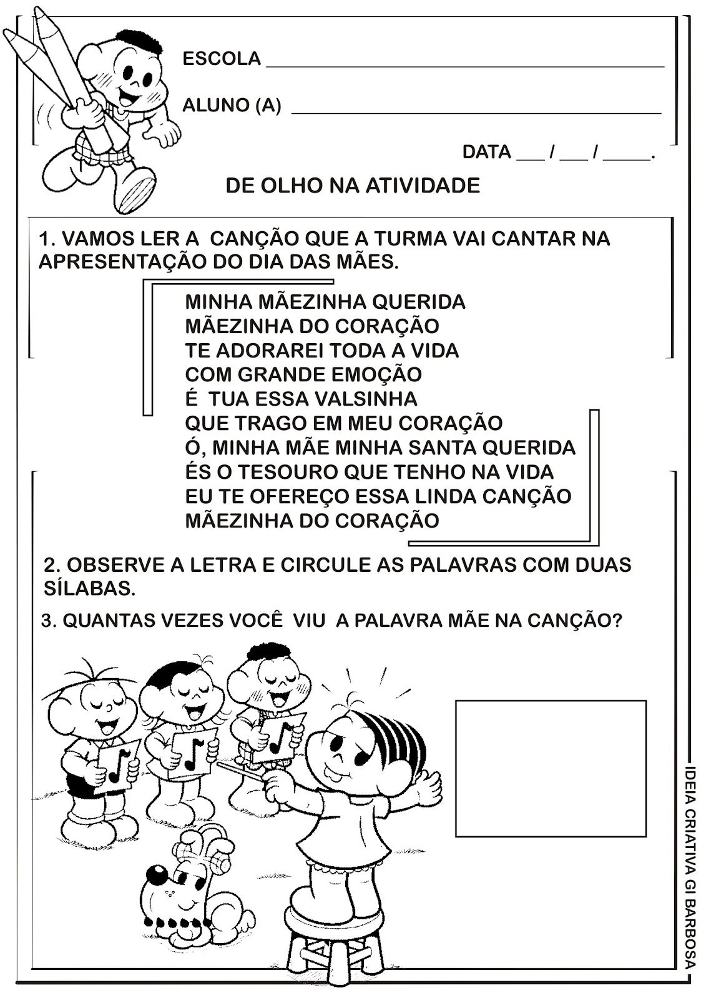 ESCOLA
ALUNO (A)
DATA ___ / ___ / _____.
DE OLHO NA ATIVIDADE
1. VAMOS LER A CANÇÃO QUE A TURMA VAI CANTAR NA
APRESENTAÇÃO DO DIA DAS MÃES.
MINHA MÃEZINHA QUERIDA
MÃEZINHA DO CORAÇÃO
TE ADORAREI TODA A VIDA
COM GRANDE EMOÇÃO
É TUA ESSA VALSINHA
QUE TRAGO EM MEU CORAÇÃO
Ó, MINHA MÃE MINHA SANTA QUERIDA
ÉS O TESOURO QUE TENHO NA VIDA
EU TE OFEREÇO ESSA LINDA CANÇÃO
MÃEZINHA DO CORAÇÃO
2. OBSERVE A LETRA E CIRCULE AS PALAVRAS COM DUAS
SÍLABAS.
3. QUANTAS VEZES VOCÊ VIU A PALAVRA MÃE NA CANÇÃO?
IDEIA CRIATIVA GI BARBOSA